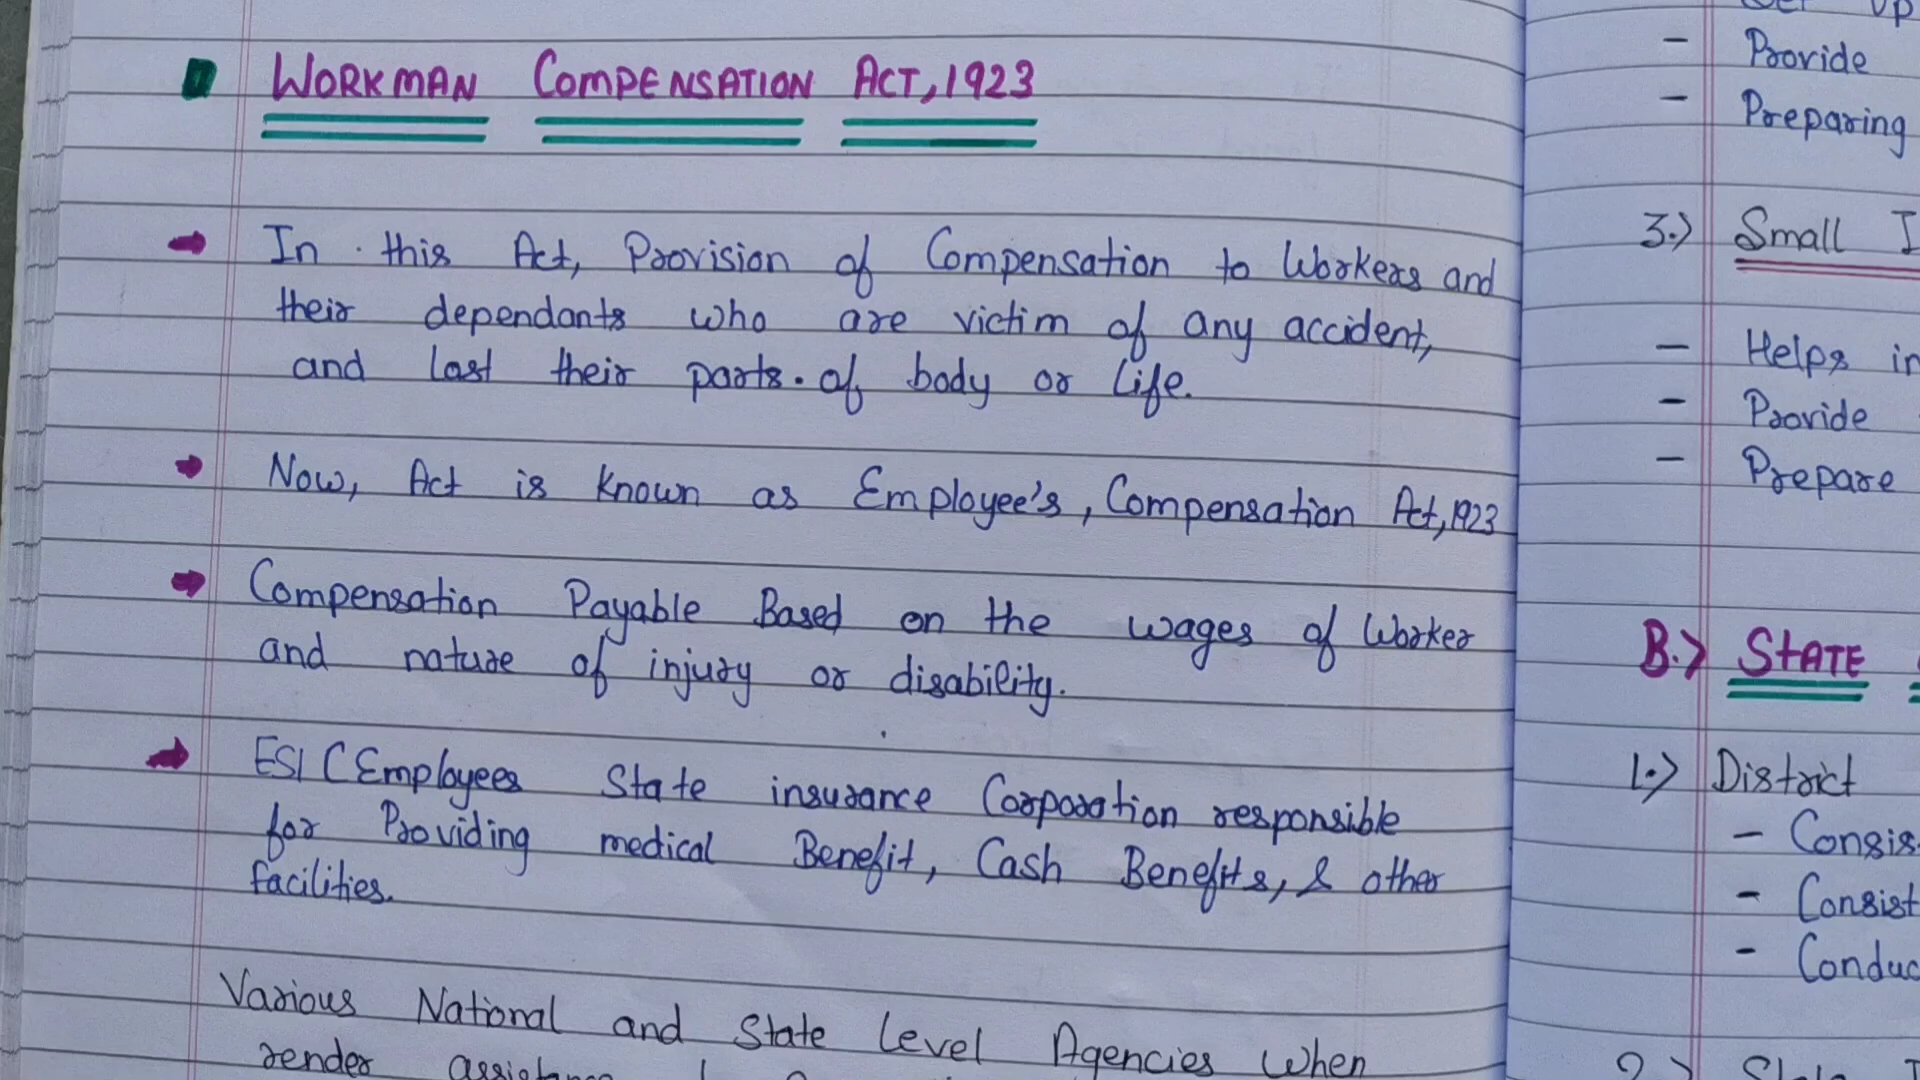 WORKMAN COMPENSATION ACT, 1923
In this Act, Provision of Compensation to Workers and
their dependants who are victim of any accident,
and last their parts of body or Life.
Now, Act is known as Employee's, Compensation Act, 1923
Compensation Payable Based on the wages of Worker
and nature of injury or disability.
ESI C Employees State insurance Corporation responsible
for Providing medical Benefit, Cash Benefits, & other
facilities.
Various National and State Level Agencies When
render
- Provide
- Preparing
3.) Small I
- Helps in
- Provide
- Prepare
B.) STATE
1.) District
- Consis
- Consist
- Conduc